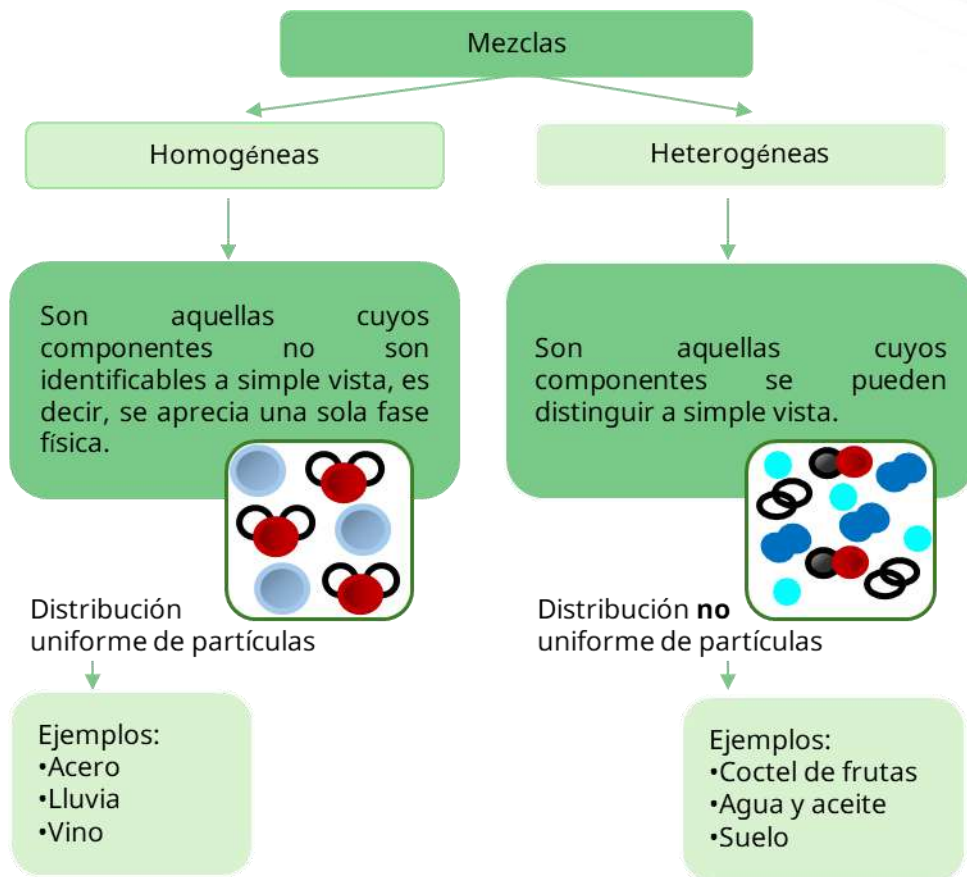 Mezclas
Homogéneas
Heterogéneas
Son aquellas cuyos
componentes no son
identificables a simple vista, es
decir, se aprecia una sola fase
física.
Son aquellas cuyos
componentes se pueden
distinguir a simple vista.
Distribución
uniforme de partículas
Distribución no
uniforme de partículas
Ejemplos:
•Acero
•Lluvia
•Vino
Ejemplos:
•Coctel de frutas
•Agua y aceite
•Suelo